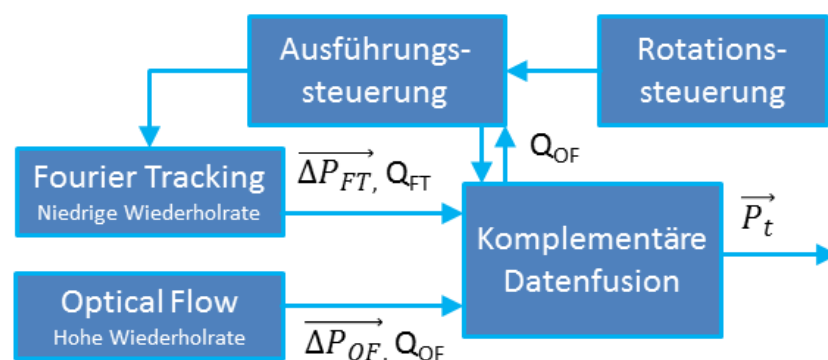 Ausführungs-
steuerung
Rotations-
steuerung
Fourier Tracking
Niedrige Wiederholrate
ΔP_FT, Q_FT
Q_OF
Komplementäre
Datenfusion
P_t
Optical Flow
Hohe Wiederholrate
ΔP_OF, Q_OF